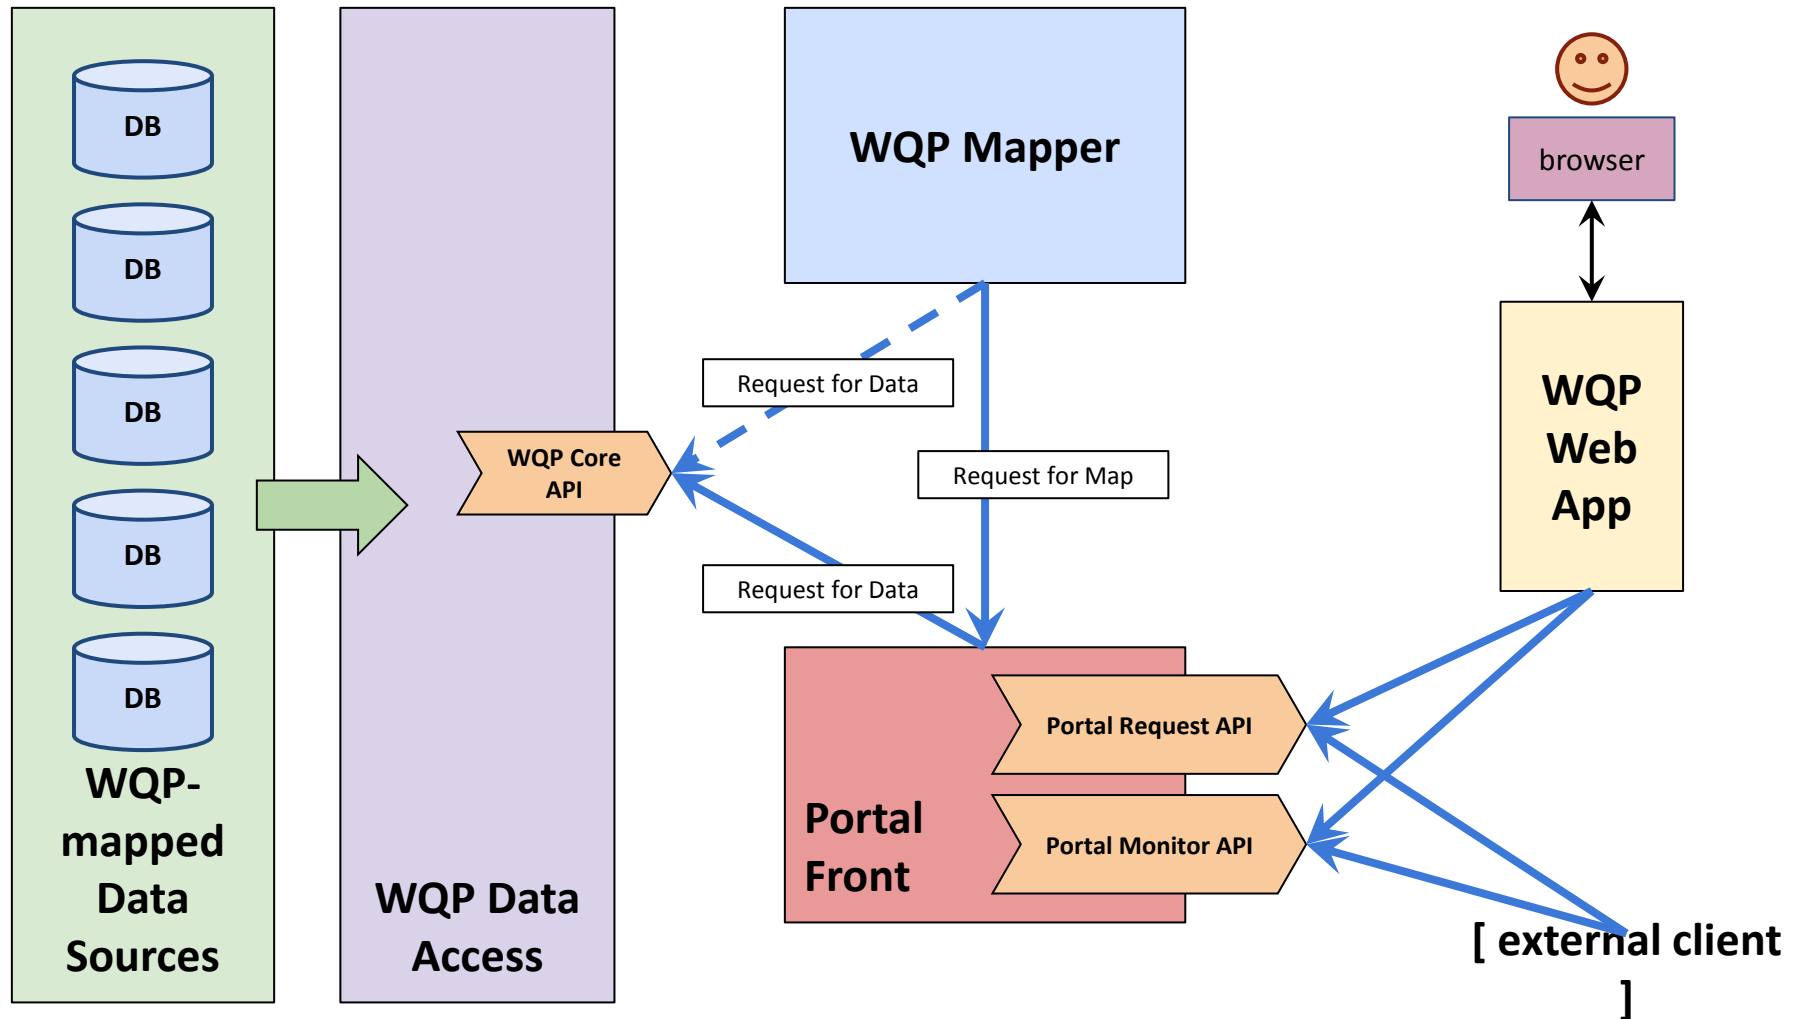 DB
DB
DB
DB
DB
WQP-
mapped
Data
Sources
WQP Data
Access
WQP Core
API
WQP Mapper
Request for Data
Request for Map
Request for Data
Portal
Front
Portal Request API
Portal Monitor API
browser
WQP
Web
App
[ external client
]